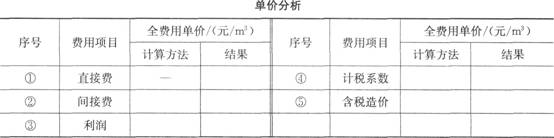 单价分析
序号 费用项目 全费用单价/(元/m³) 序号 费用项目 全费用单价/(元/m³)
计算方法 结果 计算方法 结果
① 直接费 — ④ 计税系数
② 间接费 ⑤ 含税造价
③ 利润